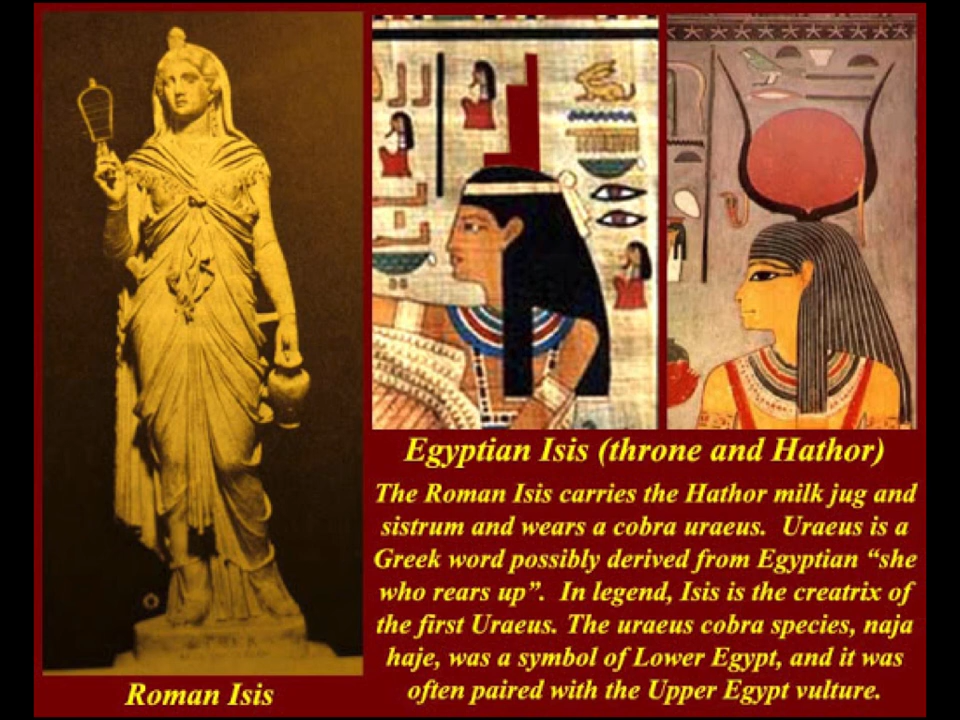 Egyptian Isis (throne and Hathor)
The Roman Isis carries the Hathor milk jug and
sistrum and wears a cobra uraeus.  Uraeus is a
Greek word possibly derived from Egyptian “she
who rears up”.  In legend, Isis is the creatrix of
the first Uraeus. The uraeus cobra species, naja
haje, was a symbol of Lower Egypt, and it was
often paired with the Upper Egypt vulture.
Roman Isis